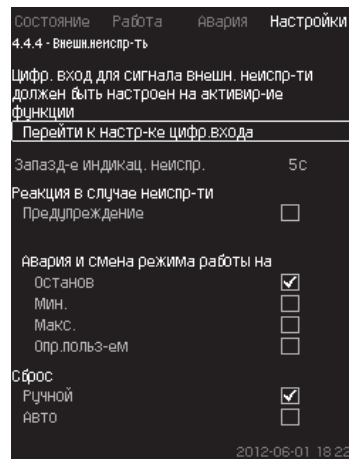 Состояние Работа Авария Настройки
4.4.4 - Внешн.неиспр-ть
Цифр. вход для сигнала внешн. неиспр-ти
должен быть настроен на активир-ие
функции
Перейти к настр-ке цифр.входа
Запазд-е индикац. неиспр. 5с
Реакция в случае неиспр-ти
Предупреждение
Авария и смена режима работы на
Останов
Мин.
Макс.
Опр.польз-ем
Сброс
Ручной
Авто
2012-06-01 18:22